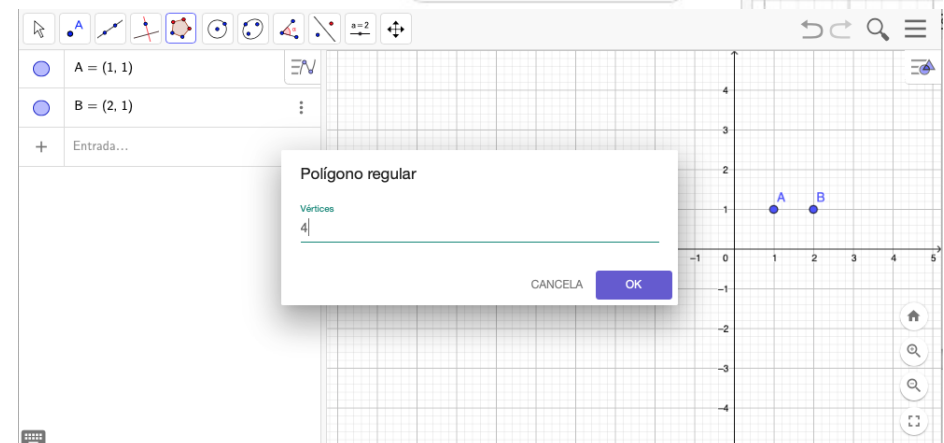 A
a = 2
A = (1, 1)
B = (2, 1)
Entrada…
Polígono regular
Vértices
4
CANCELA
OK
4
3
2
A
B
1
−1
0
1
2
3
4
5
−1
−2
−3
−4